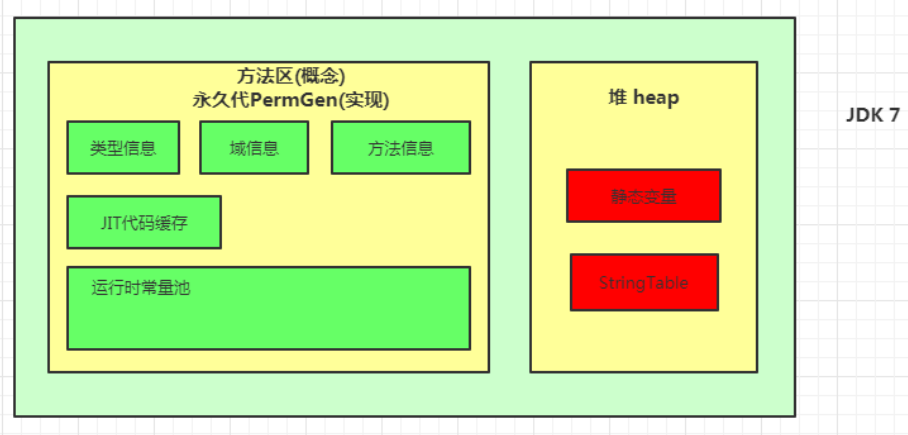 方法区(概念)
永久代PermGen(实现)
堆 heap
JDK 7
类型信息
域信息
方法信息
静态变量
JIT代码缓存
StringTable
运行时常量池